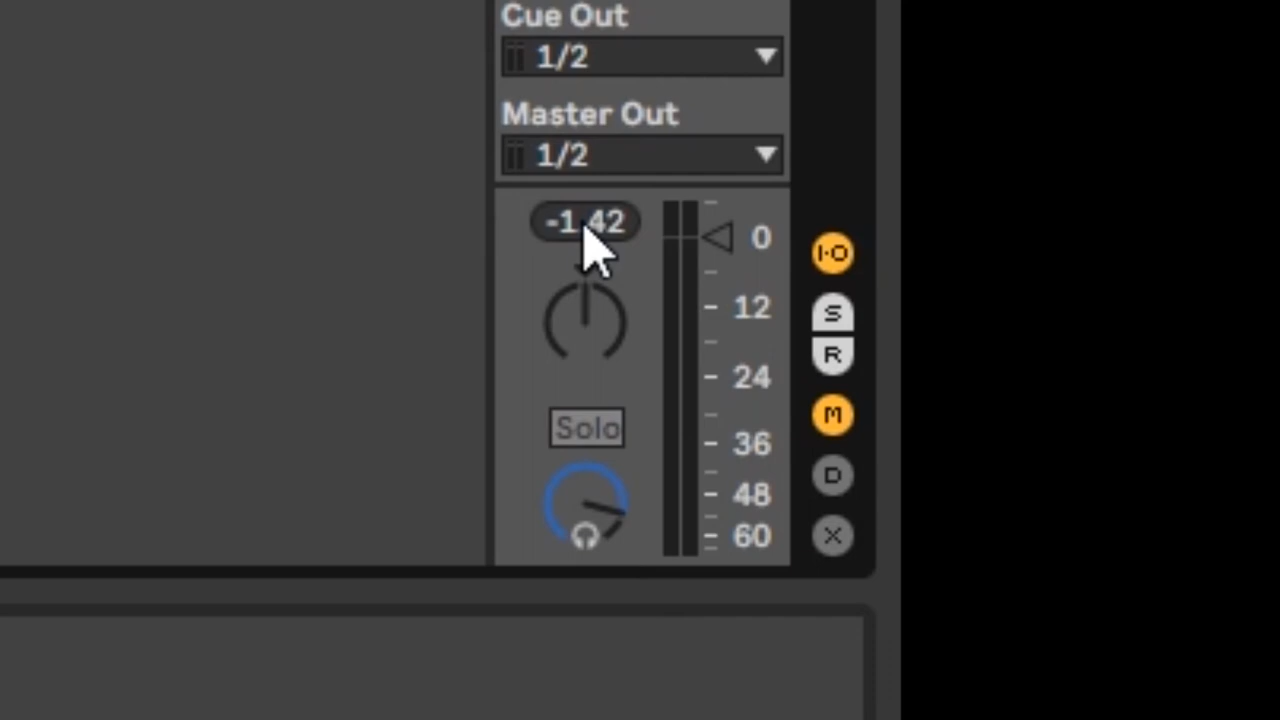 Cue Out
1/2
Master Out
1/2
-1.42
0
12
24
36
48
60
Solo
I·O
S
R
M
D
X